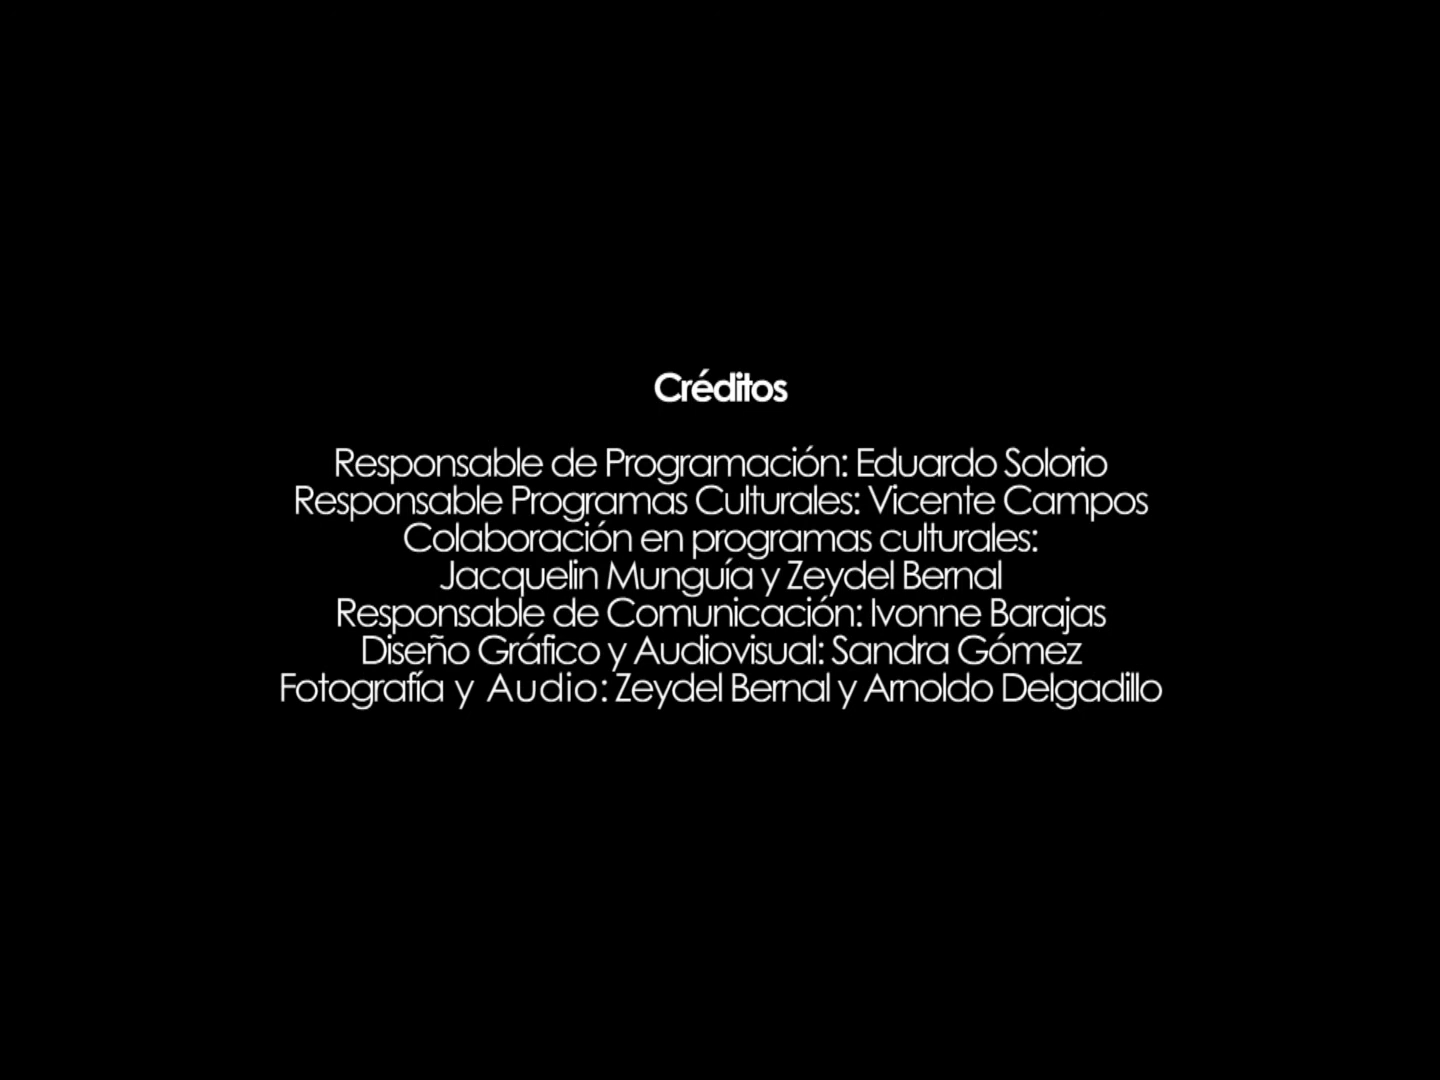 Créditos
Responsable de Programación: Eduardo Solorio
Responsable Programas Culturales: Vicente Campos
Colaboración en programas culturales:
Jacquelin Munguía y Zeydel Bernal
Responsable de Comunicación: Ivonne Barajas
Diseño Gráfico y Audiovisual: Sandra Gómez
Fotografía y Audio: Zeydel Bernal y Arnoldo Delgadillo